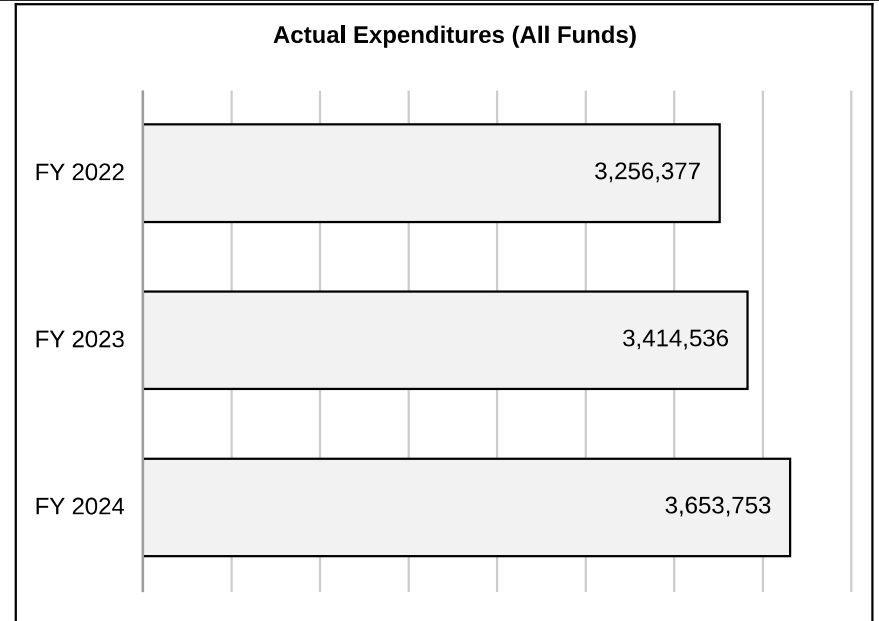 Actual Expenditures (All Funds)
FY 2022
3,256,377
FY 2023
3,414,536
FY 2024
3,653,753